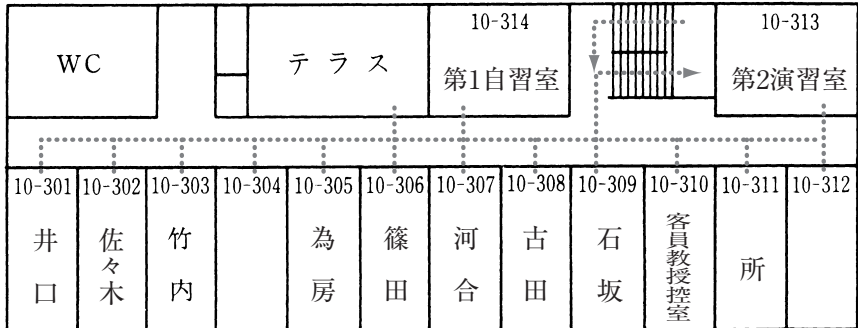 WC
テラス
10-314
第1自習室
10-313
第2演習室
10-301
井口
10-302
佐々木
10-303
竹内
10-304
10-305
為房
10-306
篠田
10-307
河合
10-308
古田
10-309
石坂
10-310
客員教授控室
10-311
所
10-312